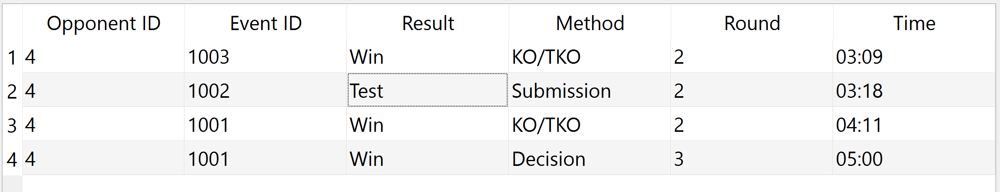 Opponent ID Event ID Result Method Round Time
1 4 1003 Win KO/TKO 2 03:09
2 4 1002 Test Submission 2 03:18
3 4 1001 Win KO/TKO 2 04:11
4 4 1001 Win Decision 3 05:00